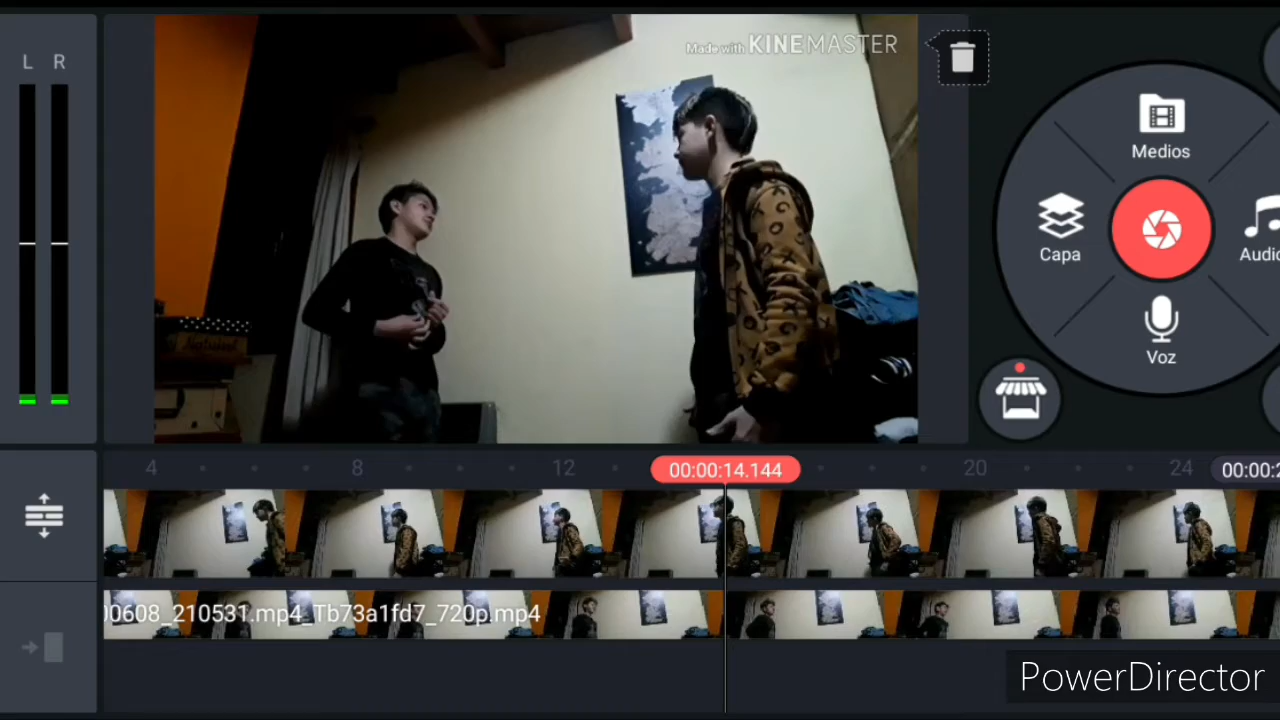 L R
Made with KINEMASTER
Medios
Capa
Audio
Voz
4 8 12 00:00:14.144 20 24 00:00:2
00608_210531.mp4_Tb73a1fd7_720p.mp4
PowerDirector